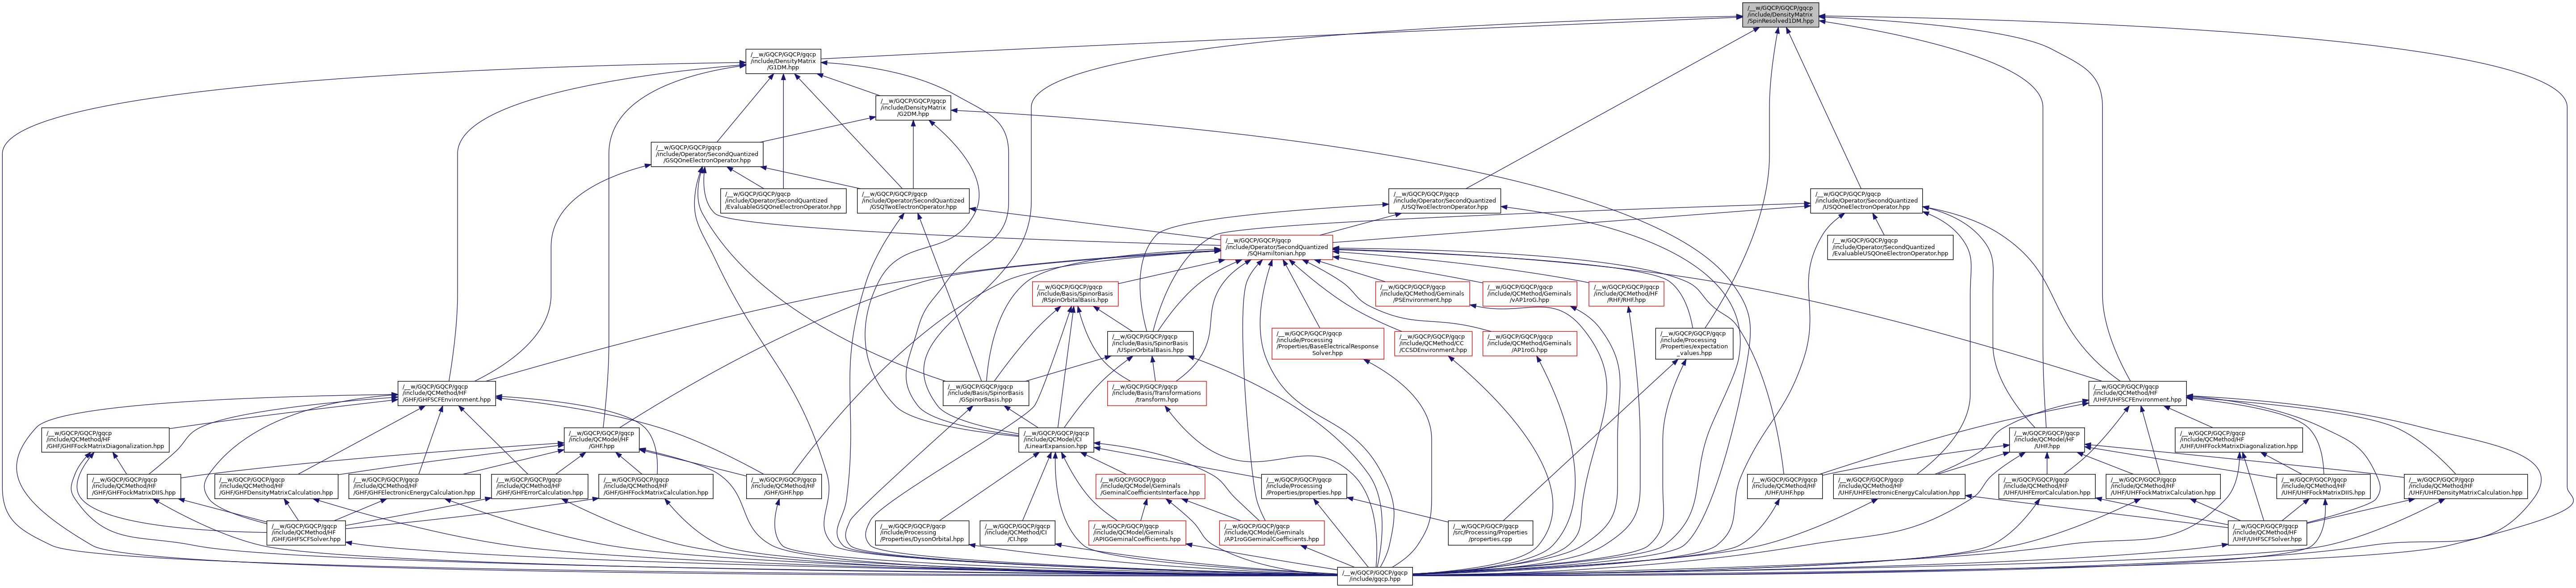 /__w/GQCP/GQCP/gqcp
/include/DensityMatrix
/SpinResolved1DM.hpp
/__w/GQCP/GQCP/gqcp
/include/DensityMatrix
/G1DM.hpp
/__w/GQCP/GQCP/gqcp
/include/DensityMatrix
/G2DM.hpp
/__w/GQCP/GQCP/gqcp
/include/Operator/SecondQuantized
/GSQOneElectronOperator.hpp
/__w/GQCP/GQCP/gqcp
/include/Operator/SecondQuantized
/EvaluableGSQOneElectronOperator.hpp
/__w/GQCP/GQCP/gqcp
/include/Operator/SecondQuantized
/GSQTwoElectronOperator.hpp
/__w/GQCP/GQCP/gqcp
/include/Operator/SecondQuantized
/USQTwoElectronOperator.hpp
/__w/GQCP/GQCP/gqcp
/include/Operator/SecondQuantized
/USQOneElectronOperator.hpp
/__w/GQCP/GQCP/gqcp
/include/Operator/SecondQuantized
/SQHamiltonian.hpp
/__w/GQCP/GQCP/gqcp
/include/Operator/SecondQuantized
/EvaluableUSQOneElectronOperator.hpp
/__w/GQCP/GQCP/gqcp
/include/Basis/SpinorBasis
/RSpinOrbitalBasis.hpp
/__w/GQCP/GQCP/gqcp
/include/QCMethod/Geminals
/PSEnvironment.hpp
/__w/GQCP/GQCP/gqcp
/include/QCMethod/Geminals
/vAP1roG.hpp
/__w/GQCP/GQCP/gqcp
/include/QCMethod/HF
/RHF/RHF.hpp
/__w/GQCP/GQCP/gqcp
/include/Basis/SpinorBasis
/USpinOrbitalBasis.hpp
/__w/GQCP/GQCP/gqcp
/include/Processing
/Properties/BaseElectricalResponse
Solver.hpp
/__w/GQCP/GQCP/gqcp
/include/QCMethod/CC
/CCSDEnvironment.hpp
/__w/GQCP/GQCP/gqcp
/include/QCMethod/Geminals
/AP1roG.hpp
/__w/GQCP/GQCP/gqcp
/include/Processing
/Properties/expectation
_values.hpp
/__w/GQCP/GQCP/gqcp
/include/QCMethod/HF
/GHF/GHFSCFEnvironment.hpp
/__w/GQCP/GQCP/gqcp
/include/Basis/SpinorBasis
/GSpinorBasis.hpp
/__w/GQCP/GQCP/gqcp
/include/Basis/Transformations
/transform.hpp
/__w/GQCP/GQCP/gqcp
/include/QCMethod/HF
/UHF/UHFSCFEnvironment.hpp
/__w/GQCP/GQCP/gqcp
/include/QCMethod/HF
/GHF/GHFFockMatrixDiagonalization.hpp
/__w/GQCP/GQCP/gqcp
/include/QCModel/HF
/GHF.hpp
/__w/GQCP/GQCP/gqcp
/include/QCModel/CI
/LinearExpansion.hpp
/__w/GQCP/GQCP/gqcp
/include/QCModel/HF
/UHF.hpp
/__w/GQCP/GQCP/gqcp
/include/QCMethod/HF
/UHF/UHFFockMatrixDiagonalization.hpp
/__w/GQCP/GQCP/gqcp
/include/QCMethod/HF
/GHF/GHFFockMatrixDIIS.hpp
/__w/GQCP/GQCP/gqcp
/include/QCMethod/HF
/GHF/GHFDensityMatrixCalculation.hpp
/__w/GQCP/GQCP/gqcp
/include/QCMethod/HF
/GHF/GHFElectronicEnergyCalculation.hpp
/__w/GQCP/GQCP/gqcp
/include/QCMethod/HF
/GHF/GHFErrorCalculation.hpp
/__w/GQCP/GQCP/gqcp
/include/QCMethod/HF
/GHF/GHFFockMatrixCalculation.hpp
/__w/GQCP/GQCP/gqcp
/include/QCMethod/HF
/GHF/GHF.hpp
/__w/GQCP/GQCP/gqcp
/include/QCModel/Geminals
/GeminalCoefficientsInterface.hpp
/__w/GQCP/GQCP/gqcp
/include/Processing
/Properties/properties.hpp
/__w/GQCP/GQCP/gqcp
/include/QCMethod/HF
/UHF/UHF.hpp
/__w/GQCP/GQCP/gqcp
/include/QCMethod/HF
/UHF/UHFElectronicEnergyCalculation.hpp
/__w/GQCP/GQCP/gqcp
/include/QCMethod/HF
/UHF/UHFErrorCalculation.hpp
/__w/GQCP/GQCP/gqcp
/include/QCMethod/HF
/UHF/UHFFockMatrixCalculation.hpp
/__w/GQCP/GQCP/gqcp
/include/QCMethod/HF
/UHF/UHFFockMatrixDIIS.hpp
/__w/GQCP/GQCP/gqcp
/include/QCMethod/HF
/UHF/UHFDensityMatrixCalculation.hpp
/__w/GQCP/GQCP/gqcp
/include/QCMethod/HF
/GHF/GHFSCFSolver.hpp
/__w/GQCP/GQCP/gqcp
/include/Processing
/Properties/DysonOrbital.hpp
/__w/GQCP/GQCP/gqcp
/include/QCMethod/CI
/CI.hpp
/__w/GQCP/GQCP/gqcp
/include/QCModel/Geminals
/APIGGeminalCoefficients.hpp
/__w/GQCP/GQCP/gqcp
/include/QCModel/Geminals
/AP1roGGeminalCoefficients.hpp
/__w/GQCP/GQCP/gqcp
/src/Processing/Properties
/properties.cpp
/__w/GQCP/GQCP/gqcp
/include/QCMethod/HF
/UHF/UHFSCFSolver.hpp
/__w/GQCP/GQCP/gqcp
/include/gqcp.hpp